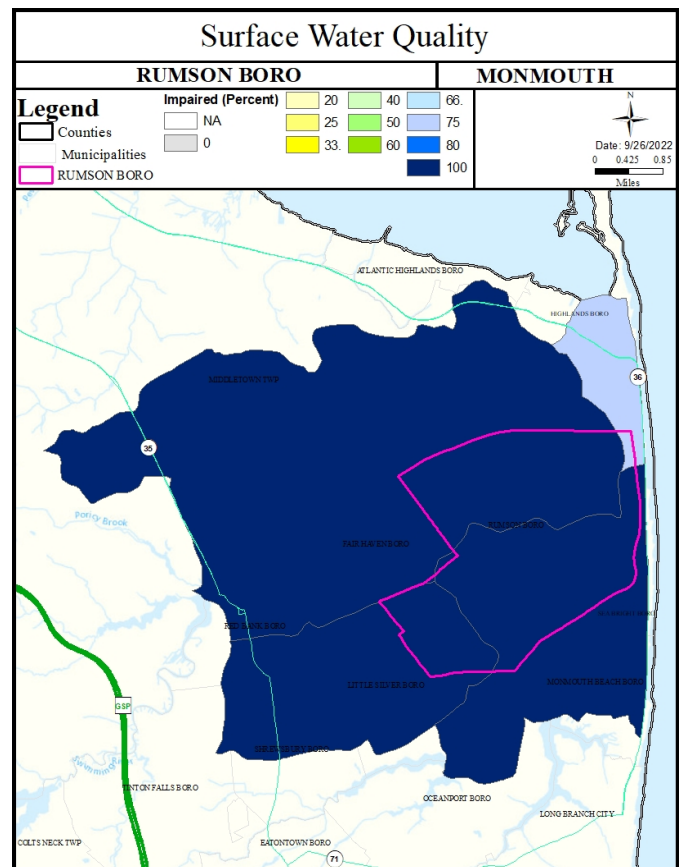 Surface Water Quality
RUMSON BORO
MONMOUTH
Legend
Counties
Municipalities
RUMSON BORO
Impaired (Percent)
NA
0
20
25
33.
40
50
60
66.
75
80
100
N
Date: 9/26/2022
0 0.425 0.85
Miles
ATLANTIC HIGHLANDS BORO
HIGHLANDS BORO
36
MIDDLETOWN TWP
35
Poricy Brook
RUMSON BORO
FAIR HAVEN BORO
RED BANK BORO
LITTLE SILVER BORO
MONMOUTH BEACH BORO
GSP
SHREWSBURY BORO
TINTON FALLS BORO
OCEANPORT BORO
LONG BRANCH CITY
COLTS NECK TWP
EATONTOWN BORO
71